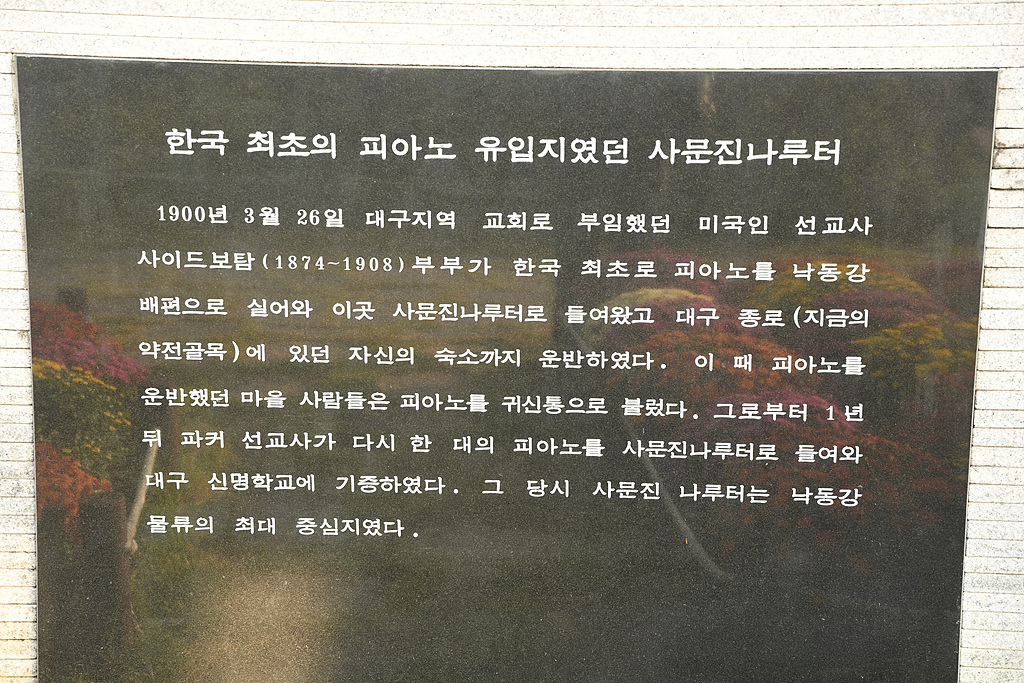 한국 최초의 피아노 유입지였던 사문진나루터
1900년 3월 26일 대구지역 교회로 부임했던 미국인 선교사
사이드보탐(1874~1908)부부가 한국 최초로 피아노를 낙동강
배편으로 실어와 이곳 사문진나루터로 들여왔고 대구 종로(지금의
약전골목)에 있던 자신의 숙소까지 운반하였다. 이 때 피아노를
운반했던 마을 사람들은 피아노를 귀신통으로 불렀다. 그로부터 1년
뒤 파커 선교사가 다시 한 대의 피아노를 사문진나루터로 들여와
대구 신명학교에 기증하였다. 그 당시 사문진 나루터는 낙동강
물류의 최대 중심지였다.